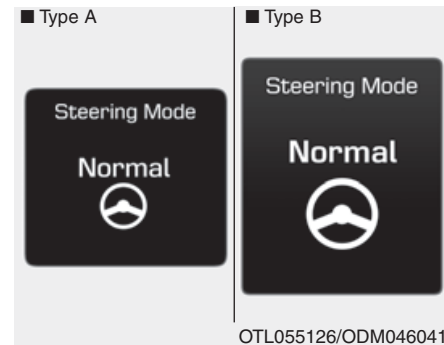 ■ Type A
Steering Mode
Normal
■ Type B
Steering Mode
Normal
OTL055126/ODM046041